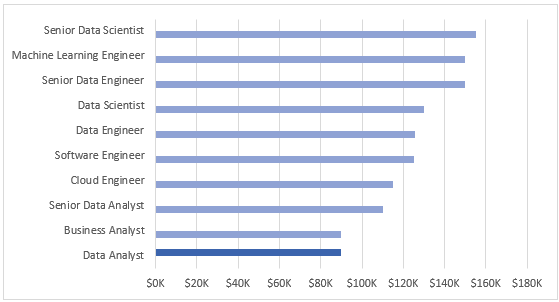 Senior Data Scientist
Machine Learning Engineer
Senior Data Engineer
Data Scientist
Data Engineer
Software Engineer
Cloud Engineer
Senior Data Analyst
Business Analyst
Data Analyst
$0K $20K $40K $60K $80K $100K $120K $140K $160K $180K